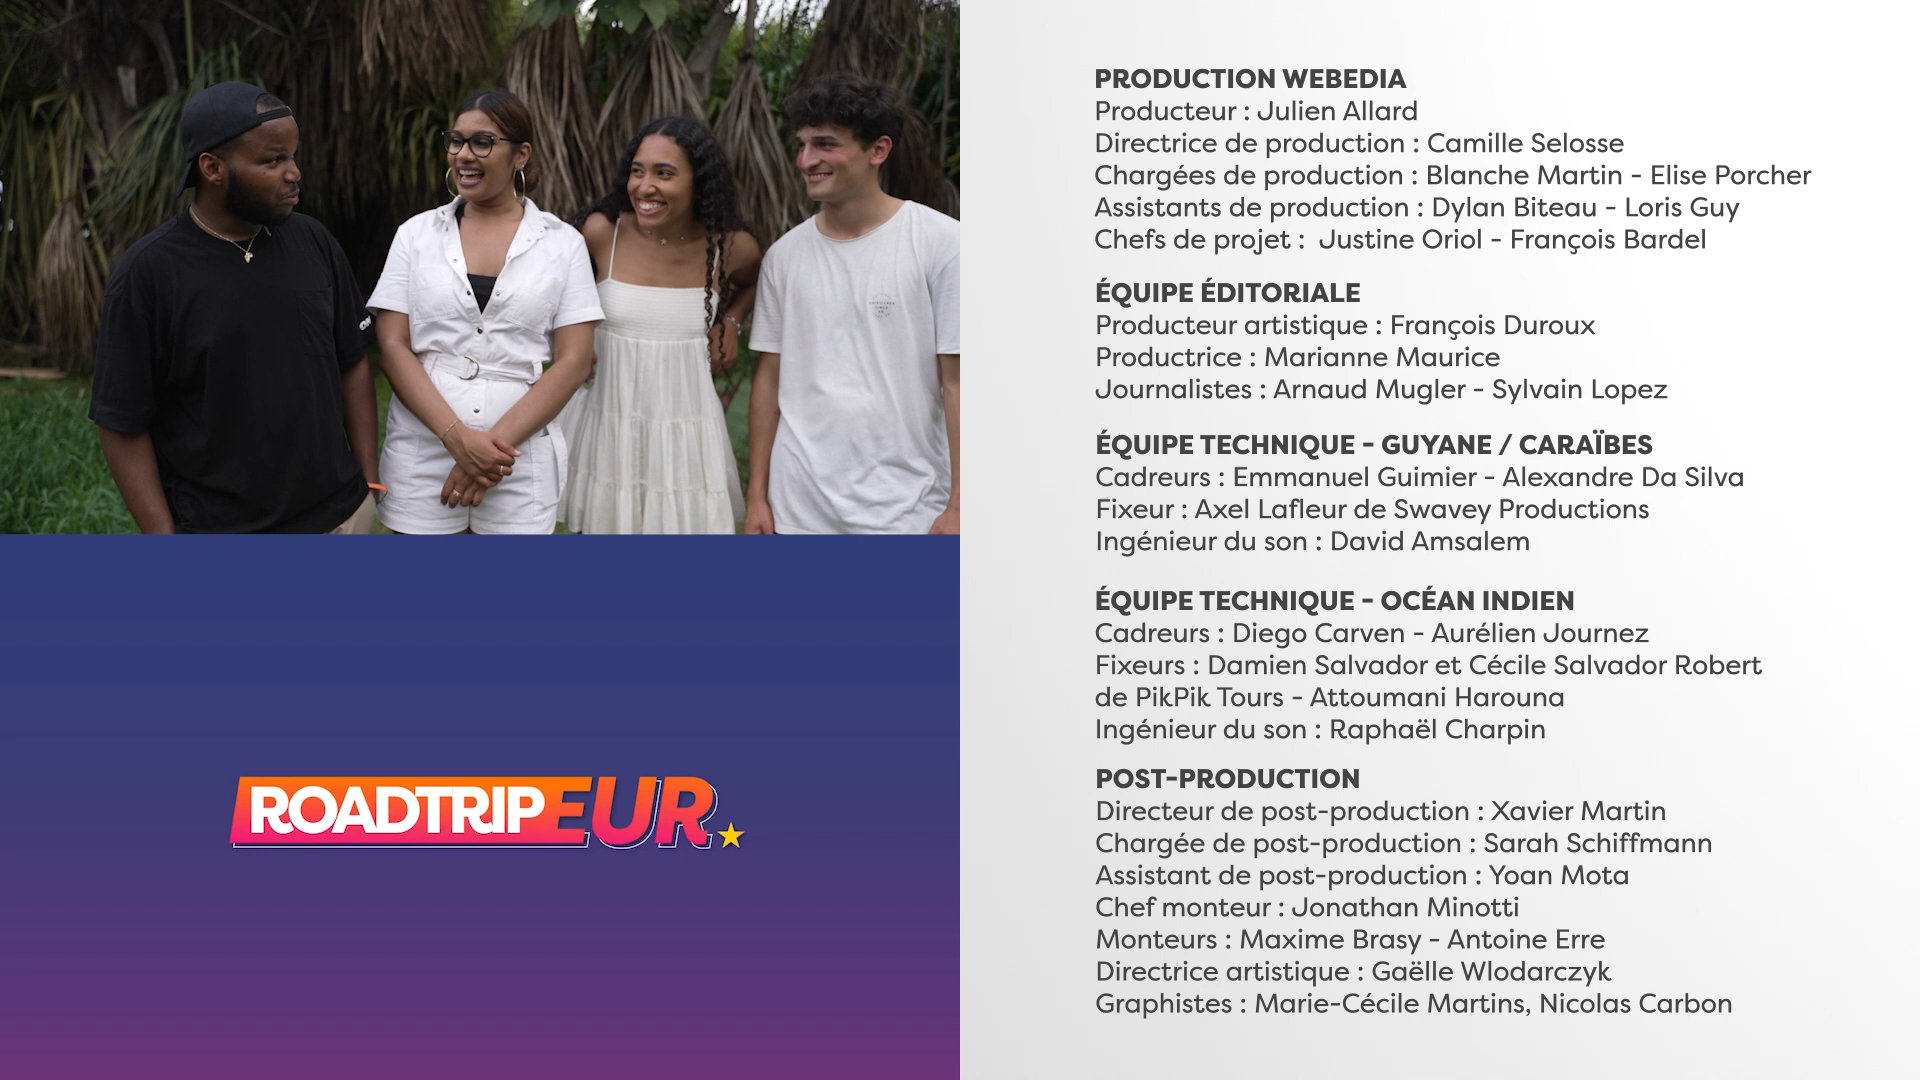 PRODUCTION WEBEDIA
Producteur : Julien Allard
Directrice de production : Camille Selosse
Chargées de production : Blanche Martin - Elise Porcher
Assistants de production : Dylan Biteau - Loris Guy
Chefs de projet : Justine Oriol - François Bardel
ÉQUIPE ÉDITORIALE
Producteur artistique : François Duroux
Productrice : Marianne Maurice
Journalistes : Arnaud Mugler - Sylvain Lopez
ÉQUIPE TECHNIQUE - GUYANE / CARAÏBES
Cadreurs : Emmanuel Guimier - Alexandre Da Silva
Fixeur : Axel Lafleur de Swavey Productions
Ingénieur du son : David Amsalem
ÉQUIPE TECHNIQUE - OCÉAN INDIEN
Cadreurs : Diego Carven - Aurélien Journez
Fixeurs : Damien Salvador et Cécile Salvador Robert
de PikPik Tours - Attoumani Harouna
Ingénieur du son : Raphaël Charpin
POST-PRODUCTION
Directeur de post-production : Xavier Martin
Chargée de post-production : Sarah Schiffmann
Assistant de post-production : Yoan Mota
Chef monteur : Jonathan Minotti
Monteurs : Maxime Brasy - Antoine Erre
Directrice artistique : Gaëlle Wlodarczyk
Graphistes : Marie-Cécile Martins, Nicolas Carbon
ROADTRIPEUR